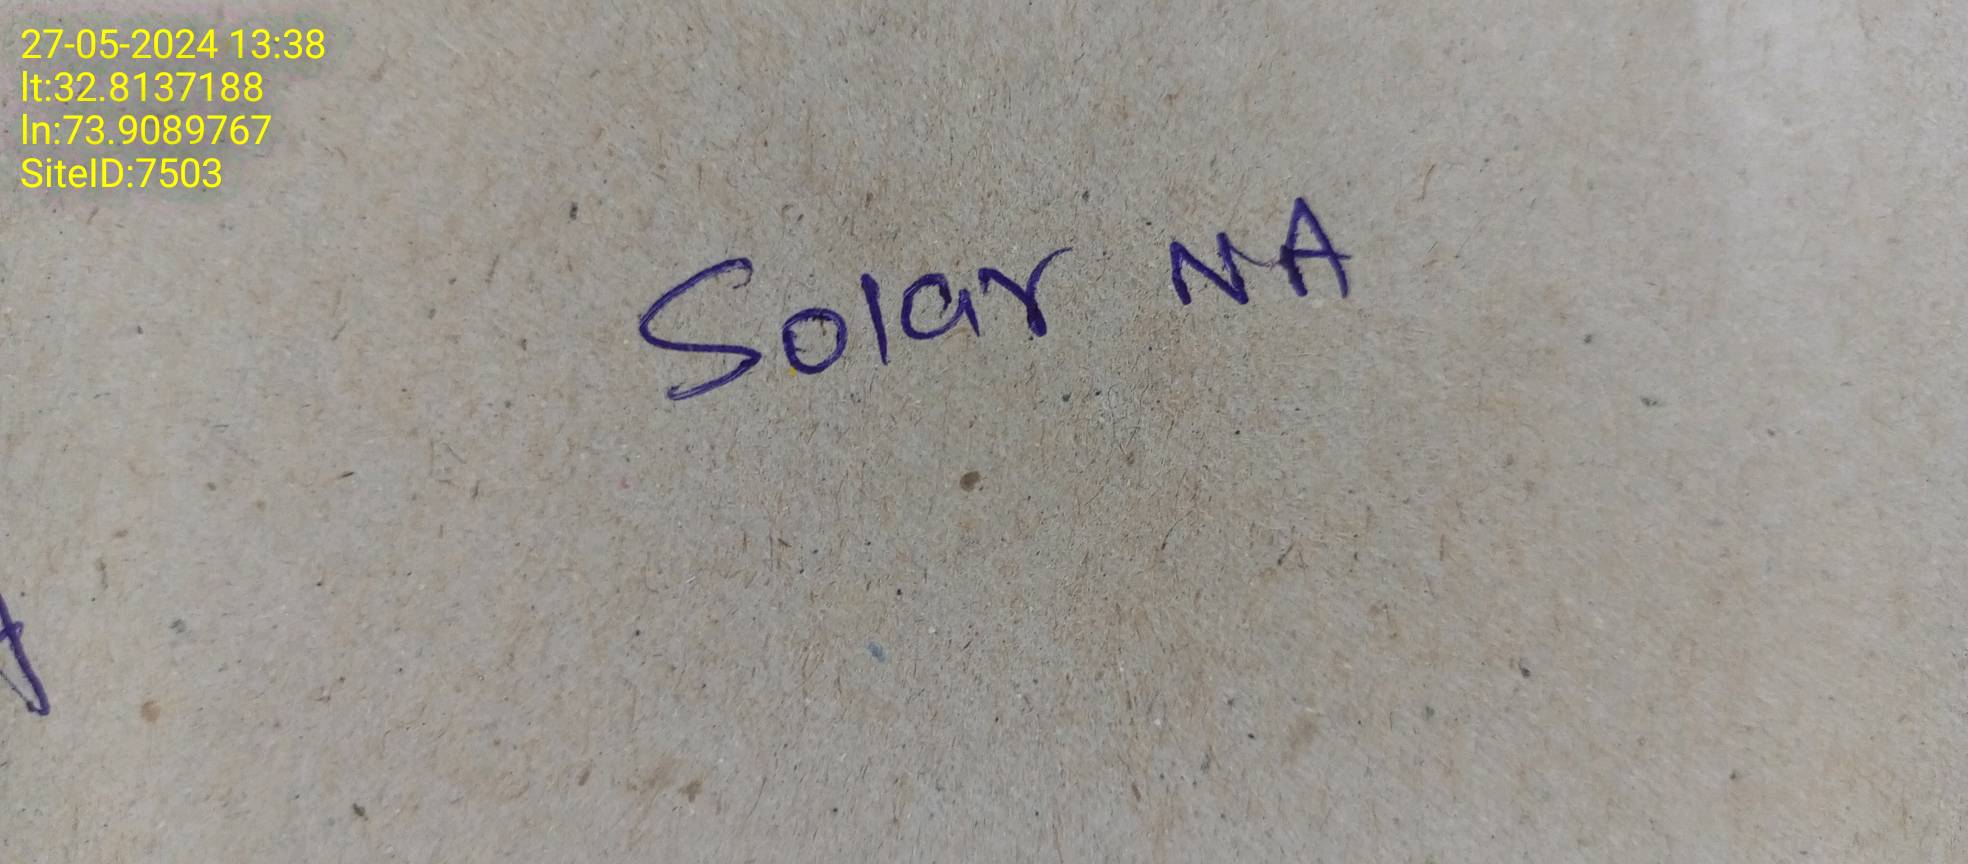 27-05-2024 13:38
lt:32.8137188
ln:73.9089767
SiteID:7503
Solar NA